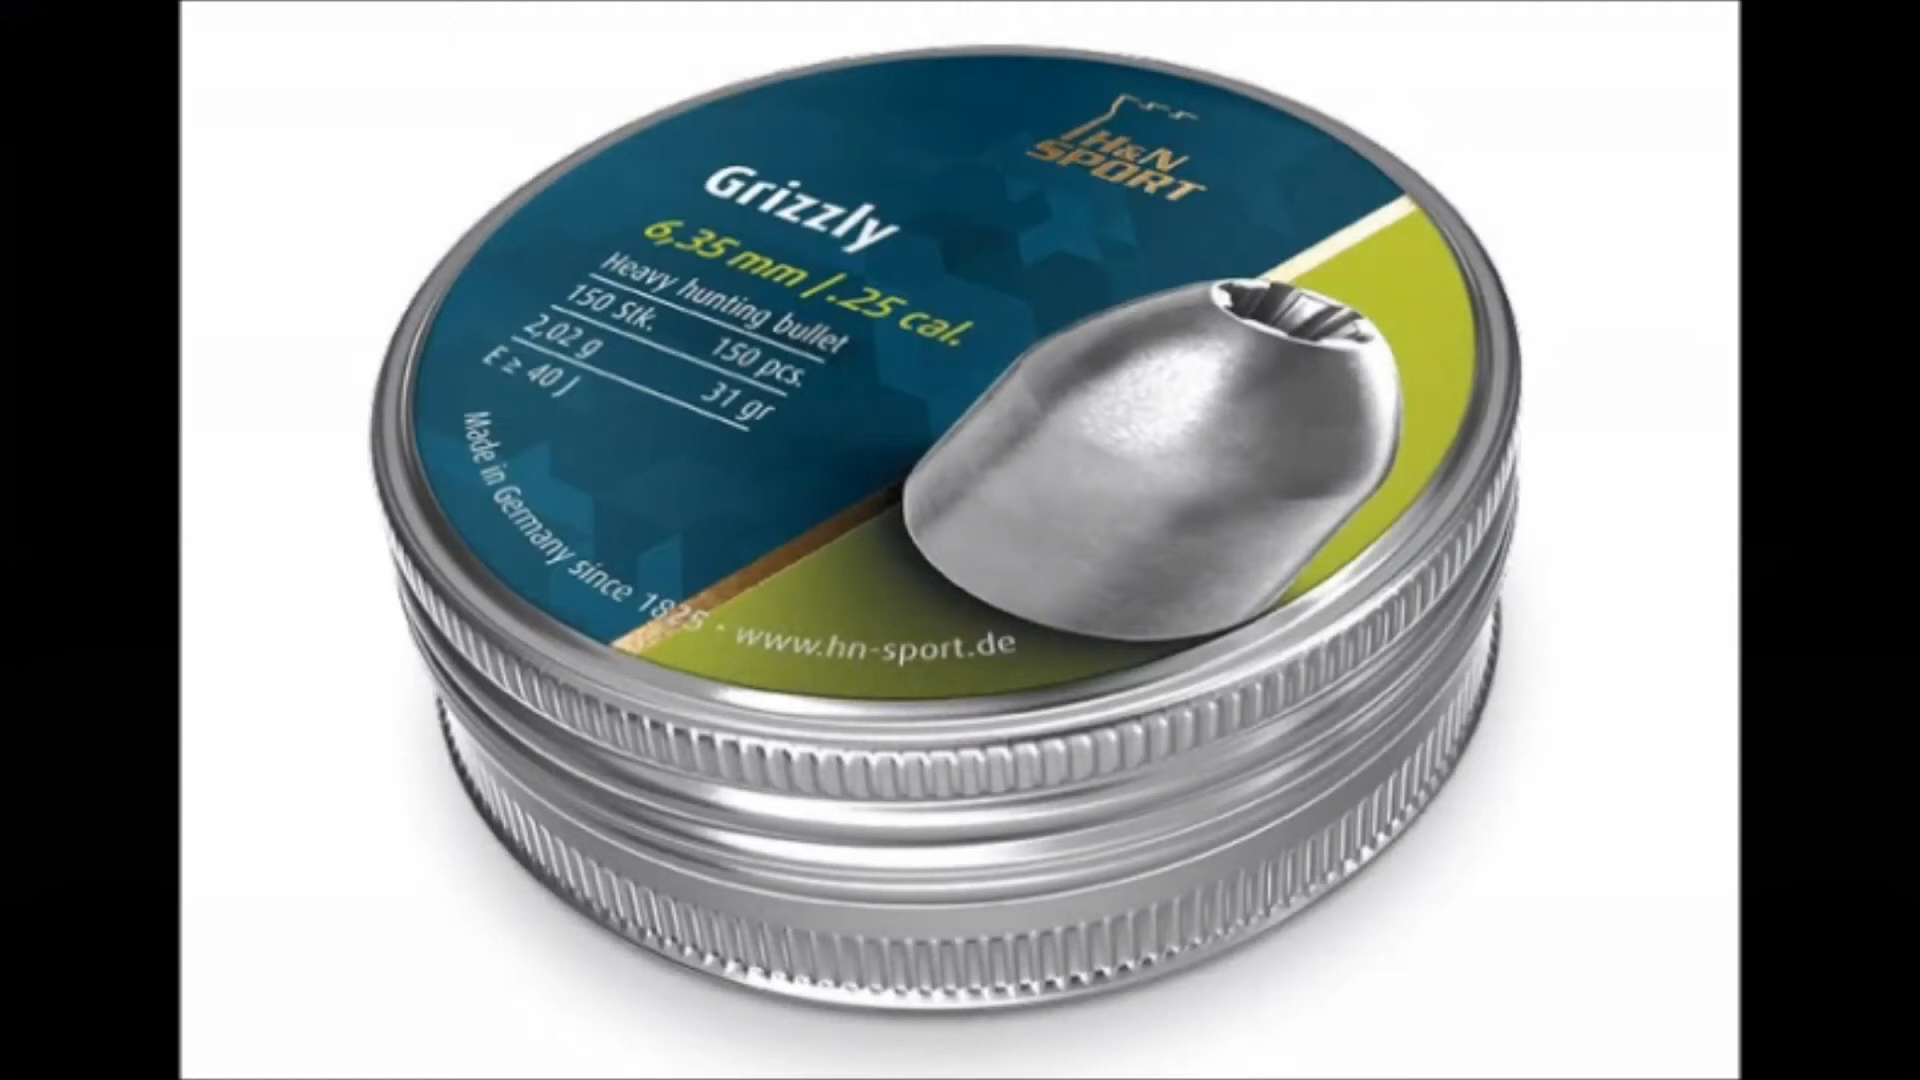 H&N
SPORT
Grizzly
6,35 mm / .25 cal.
Heavy hunting bullet
150 Stk. 150 pcs.
2,02 g 31 gr
E ≥ 40 J
Made in Germany since 1825 · www.hn-sport.de